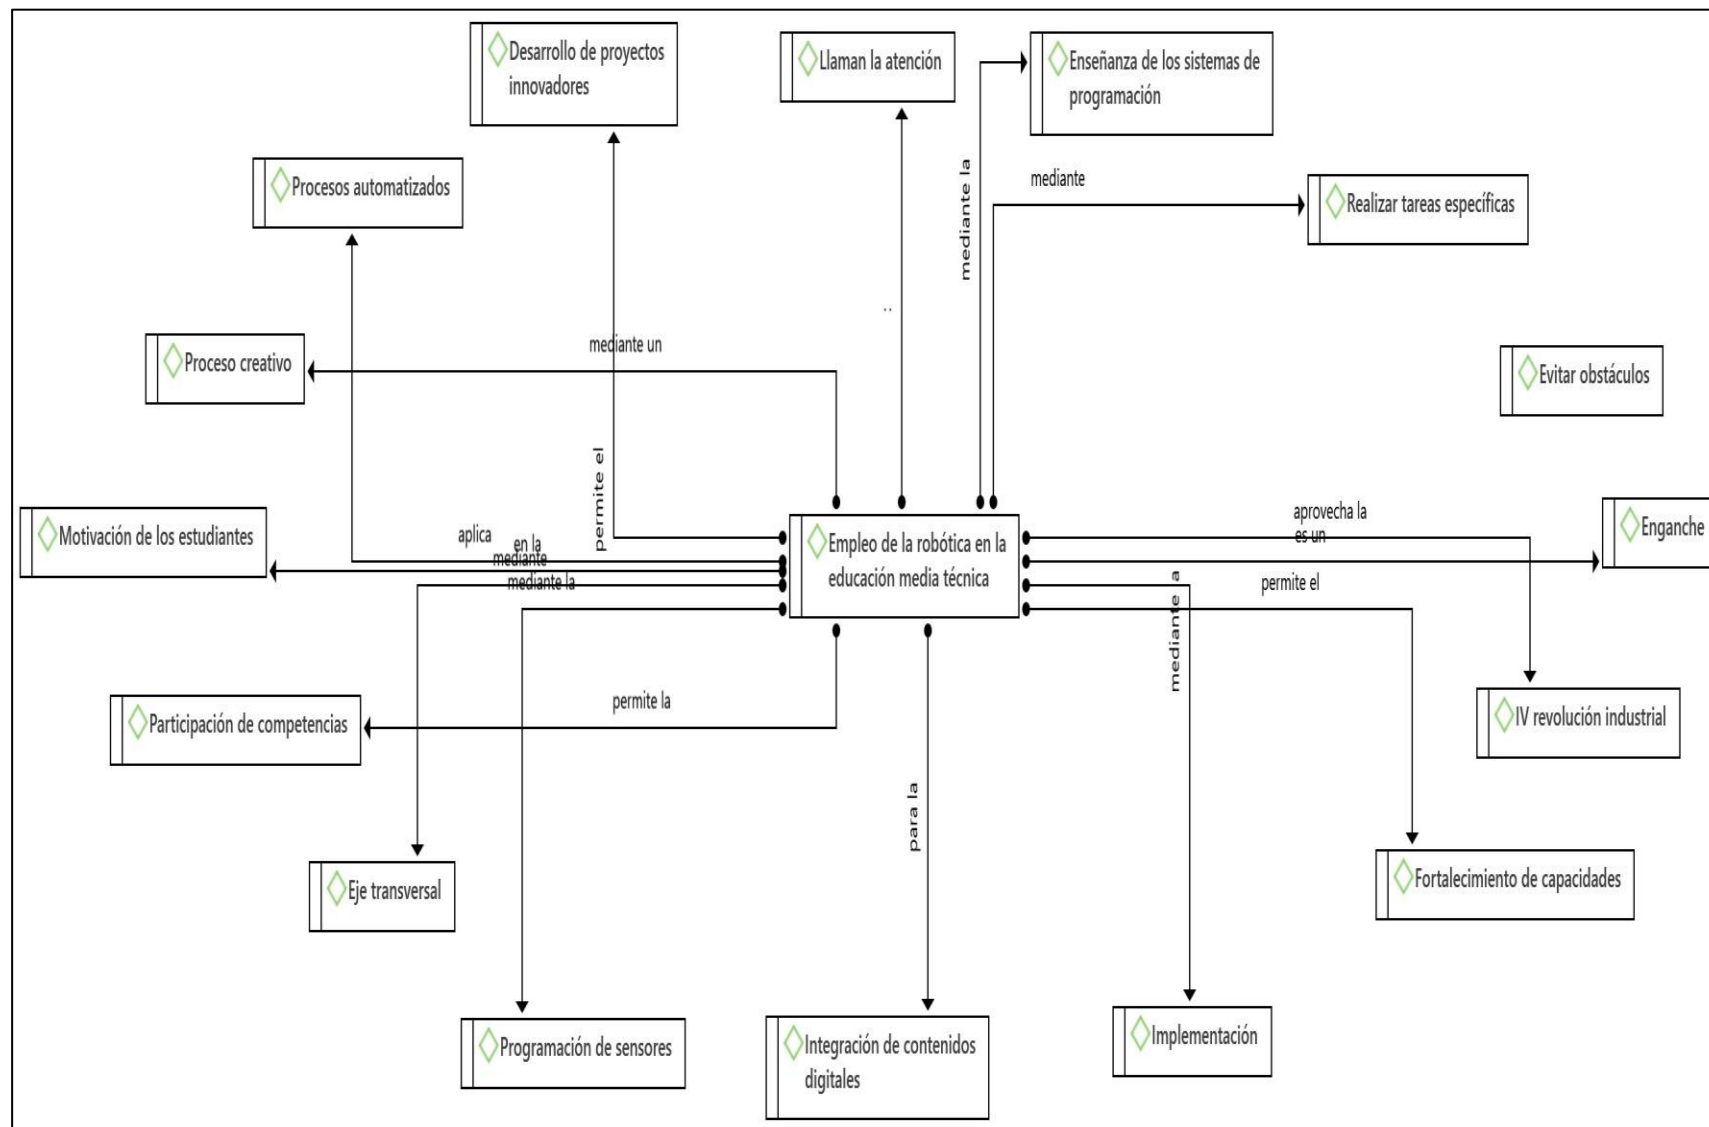 Desarrollo de proyectos
innovadores
Llaman la atención
Enseñanza de los sistemas de
programación
Procesos automatizados
mediante la
mediante
Realizar tareas específicas
..
Proceso creativo
mediante un
Evitar obstáculos
permite el
Motivación de los estudiantes
aplica
en la
mediante
mediante la
Empleo de la robótica en la
educación media técnica
aprovecha la
es un
Enganche
mediante a
permite el
Participación de competencias
permite la
IV revolución industrial
para la
Eje transversal
Fortalecimiento de capacidades
Programación de sensores
Integración de contenidos
digitales
Implementación